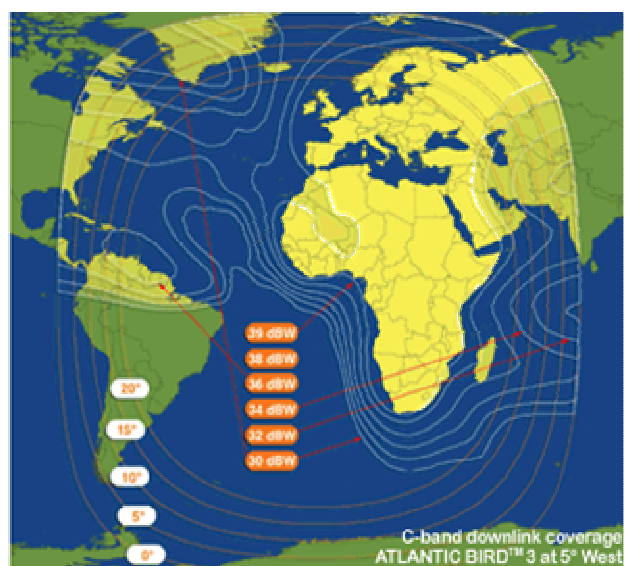 39 dBW
38 dBW
36 dBW
34 dBW
32 dBW
30 dBW
20°
15°
10°
5°
0°
C-band downlink coverage
ATLANTIC BIRD™ 3 at 5° West